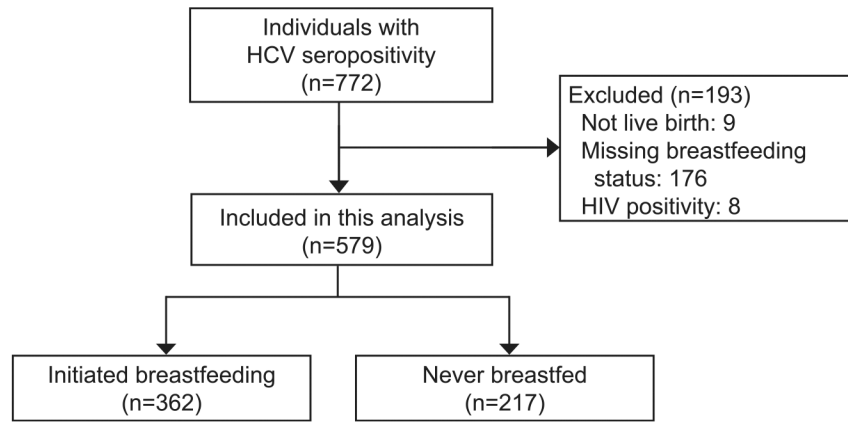 Individuals with
HCV seropositivity
(n=772)
Excluded (n=193)
Not live birth: 9
Missing breastfeeding
status: 176
HIV positivity: 8
Included in this analysis
(n=579)
Initiated breastfeeding
(n=362)
Never breastfed
(n=217)